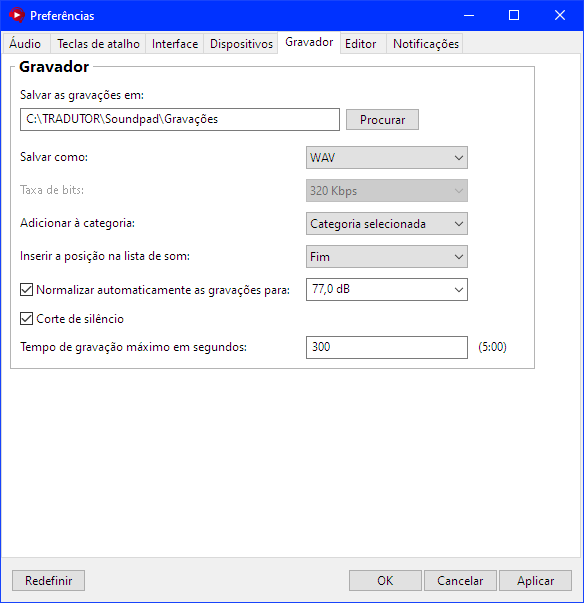 Preferências
Áudio Teclas de atalho Interface Dispositivos Gravador Editor Notificações
Gravador
Salvar as gravações em:
C:\TRADUTOR\Soundpad\Gravações Procurar
Salvar como: WAV
Taxa de bits: 320 Kbps
Adicionar à categoria: Categoria selecionada
Inserir a posição na lista de som: Fim
Normalizar automaticamente as gravações para: 77,0 dB
Corte de silêncio
Tempo de gravação máximo em segundos: 300 (5:00)
Redefinir OK Cancelar Aplicar